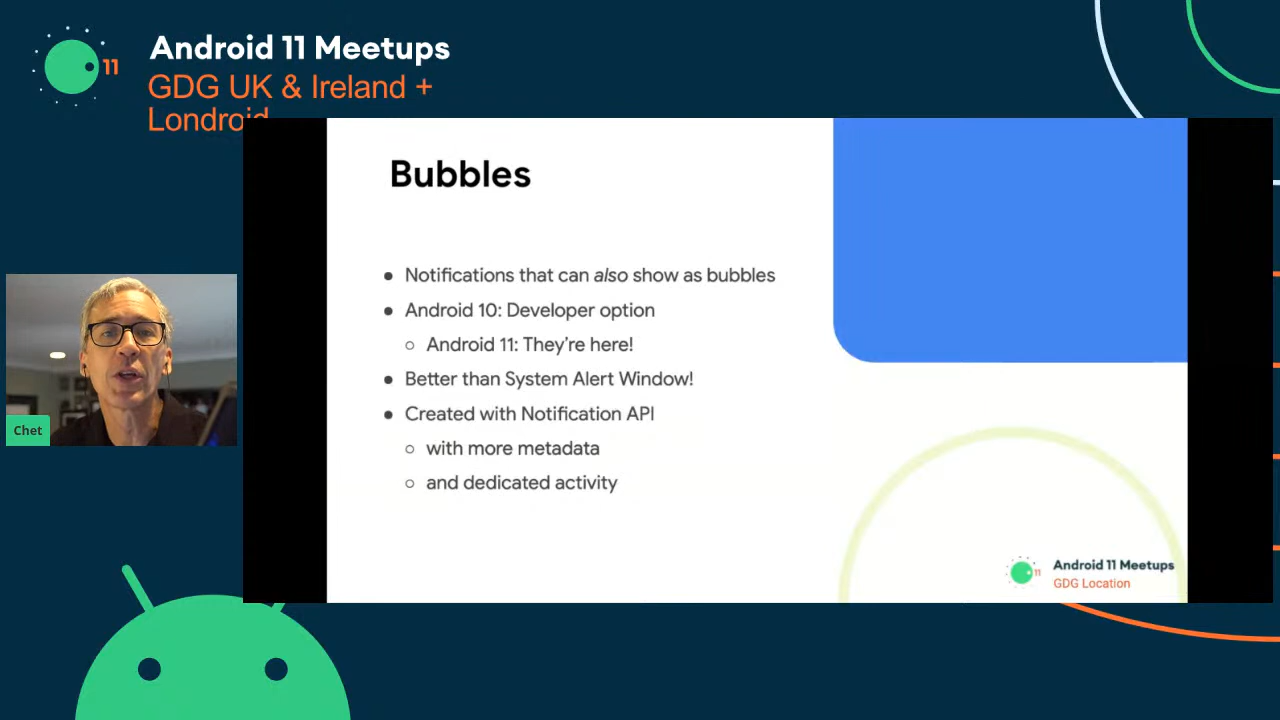 11
Android 11 Meetups
GDG UK & Ireland +
Londroid
Bubbles
● Notifications that can also show as bubbles
● Android 10: Developer option
○ Android 11: They're here!
● Better than System Alert Window!
● Created with Notification API
○ with more metadata
○ and dedicated activity
Chet
11
Android 11 Meetups
GDG Location